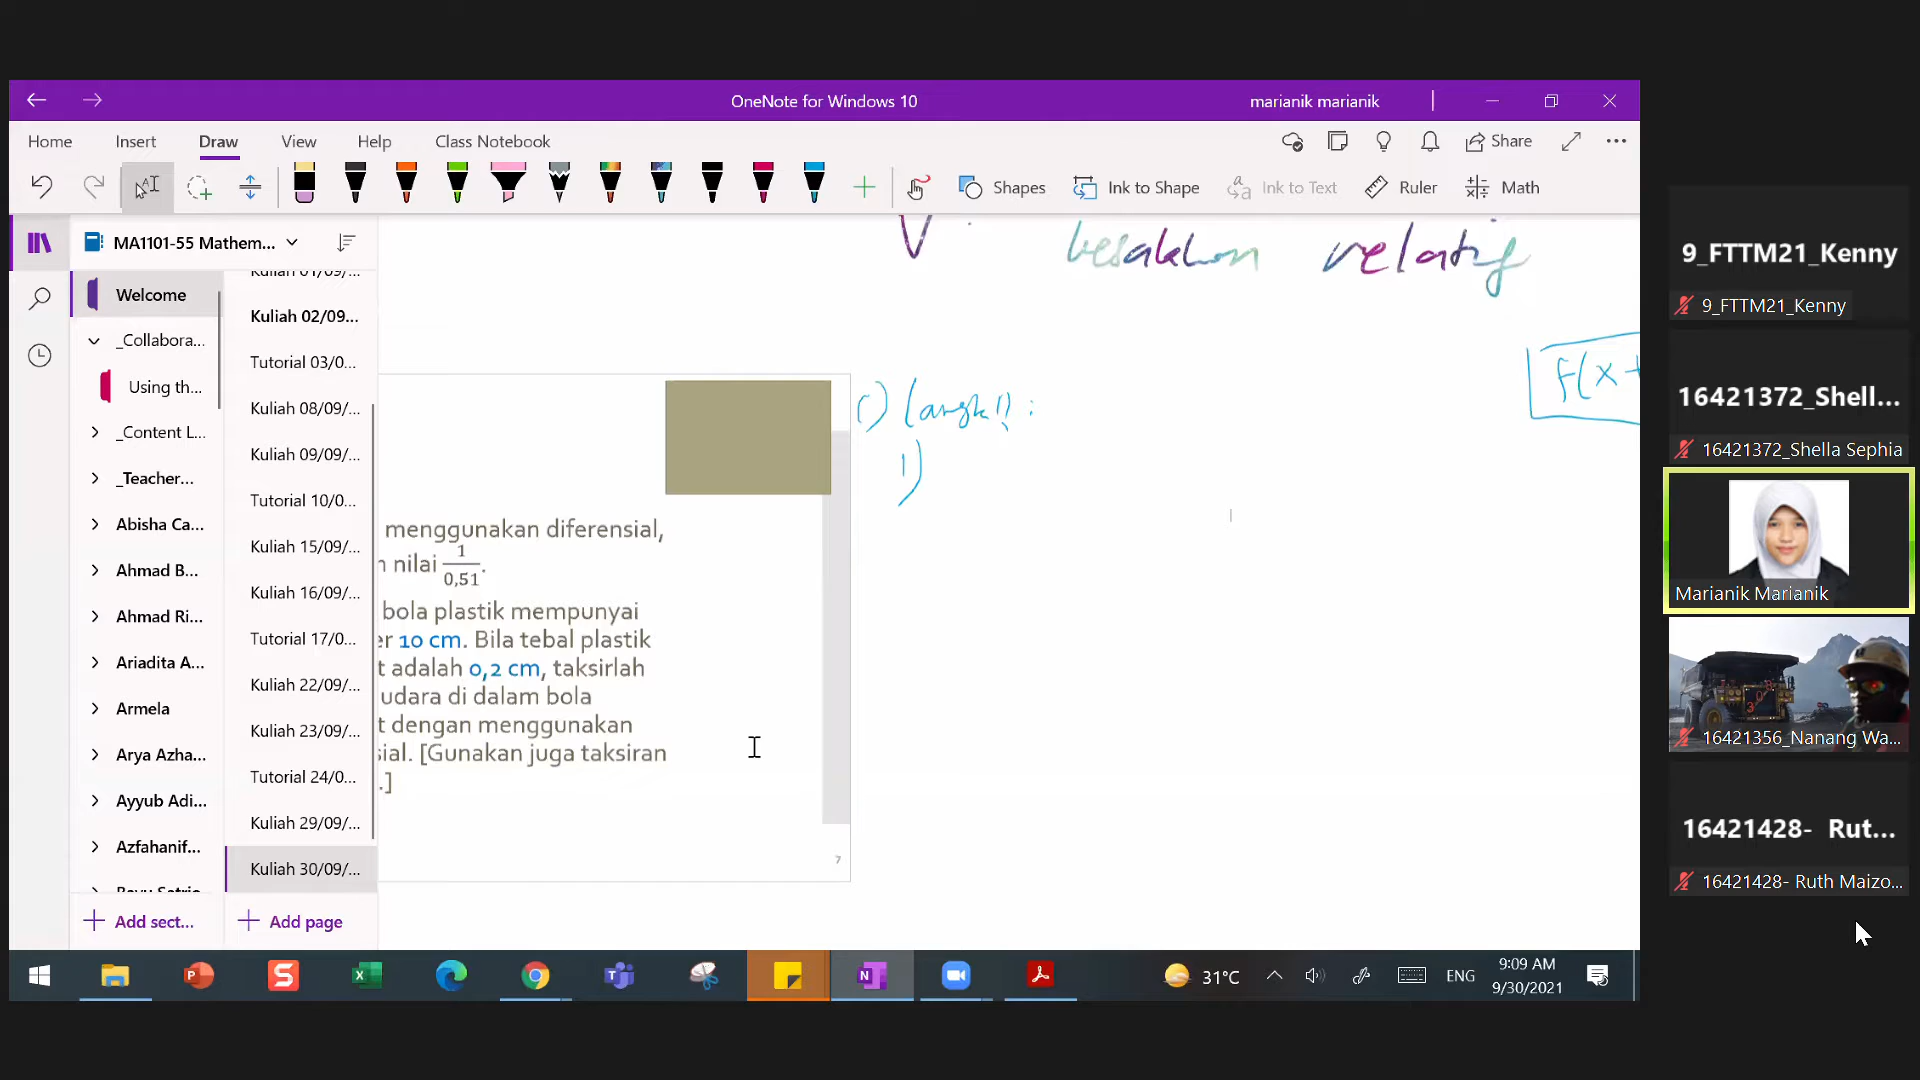 OneNote for Windows 10
marianik marianik
Home
Insert
Draw
View
Help
Class Notebook
Share
Shapes
Ink to Shape
Ink to Text
Ruler
Math
MA1101-55 Mathem...
Welcome
_Collabora...
Using th...
_Content L...
_Teacher...
Abisha Ca...
Ahmad B...
Ahmad Ri...
Ariadita A...
Armela
Arya Azha...
Ayyub Adi...
Azfahanif...
Add sect...
Kuliah 01/09/...
Kuliah 02/09...
Tutorial 03/0...
Kuliah 08/09/...
Kuliah 09/09/...
Tutorial 10/0...
Kuliah 15/09/...
Kuliah 16/09/...
Tutorial 17/0...
Kuliah 22/09/...
Kuliah 23/09/...
Tutorial 24/0...
Kuliah 29/09/...
Kuliah 30/09/...
Add page
relatif
1)
f(x+
menggunakan diferensial,
nilai 1/0,51.
bola plastik mempunyai
er 10 cm. Bila tebal plastik
t adalah 0,2 cm, taksirlah
udara di dalam bola
t dengan menggunakan
sial. [Gunakan juga taksiran
.]
7
9_FTTM21_Kenny
9_FTTM21_Kenny
16421372_Shell...
16421372_Shella Sephia
Marianik Marianik
16421356_Nanang Wa...
16421428- Rut...
16421428- Ruth Maizo...
31°C
ENG
9:09 AM
9/30/2021